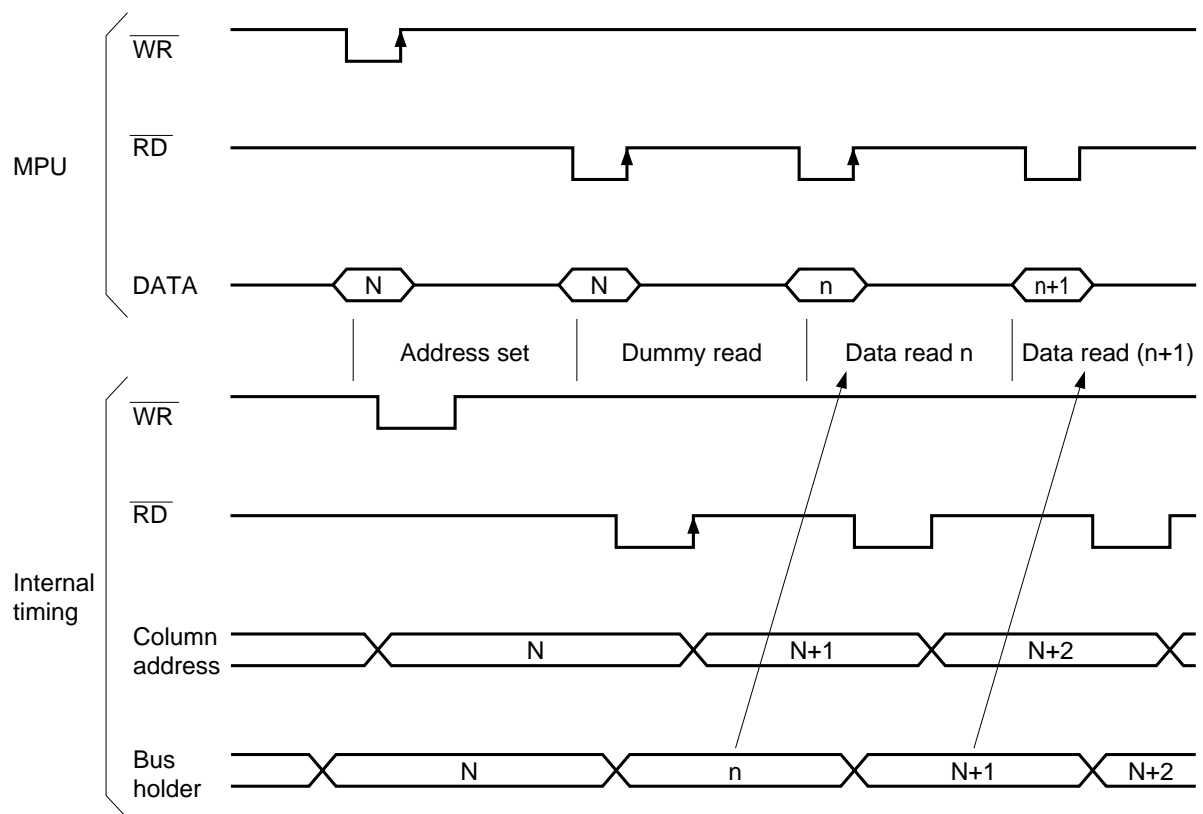 WR
RD
MPU
DATA
N
N
n
n+1
Address set
Dummy read
Data read n
Data read (n+1)
WR
RD
Internal
timing
Column
address
N
N+1
N+2
Bus
holder
N
n
N+1
N+2